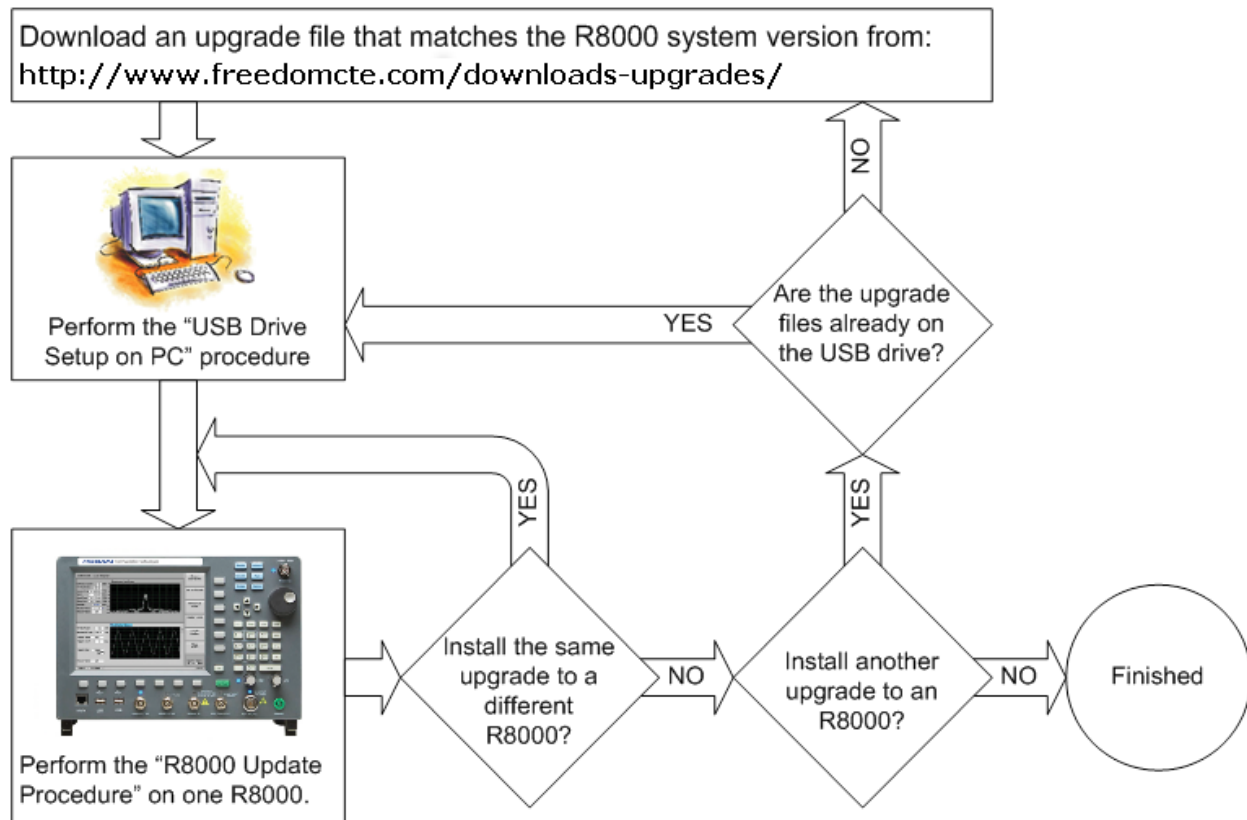 Download an upgrade file that matches the R8000 system version from:
http://www.freedomcte.com/downloads-upgrades/
NO
Perform the “USB Drive
Setup on PC” procedure
YES
Are the upgrade
files already on
the USB drive?
YES
YES
Perform the “R8000 Update
Procedure” on one R8000.
Install the same
upgrade to a
different
R8000?
NO
Install another
upgrade to an
R8000?
NO
Finished